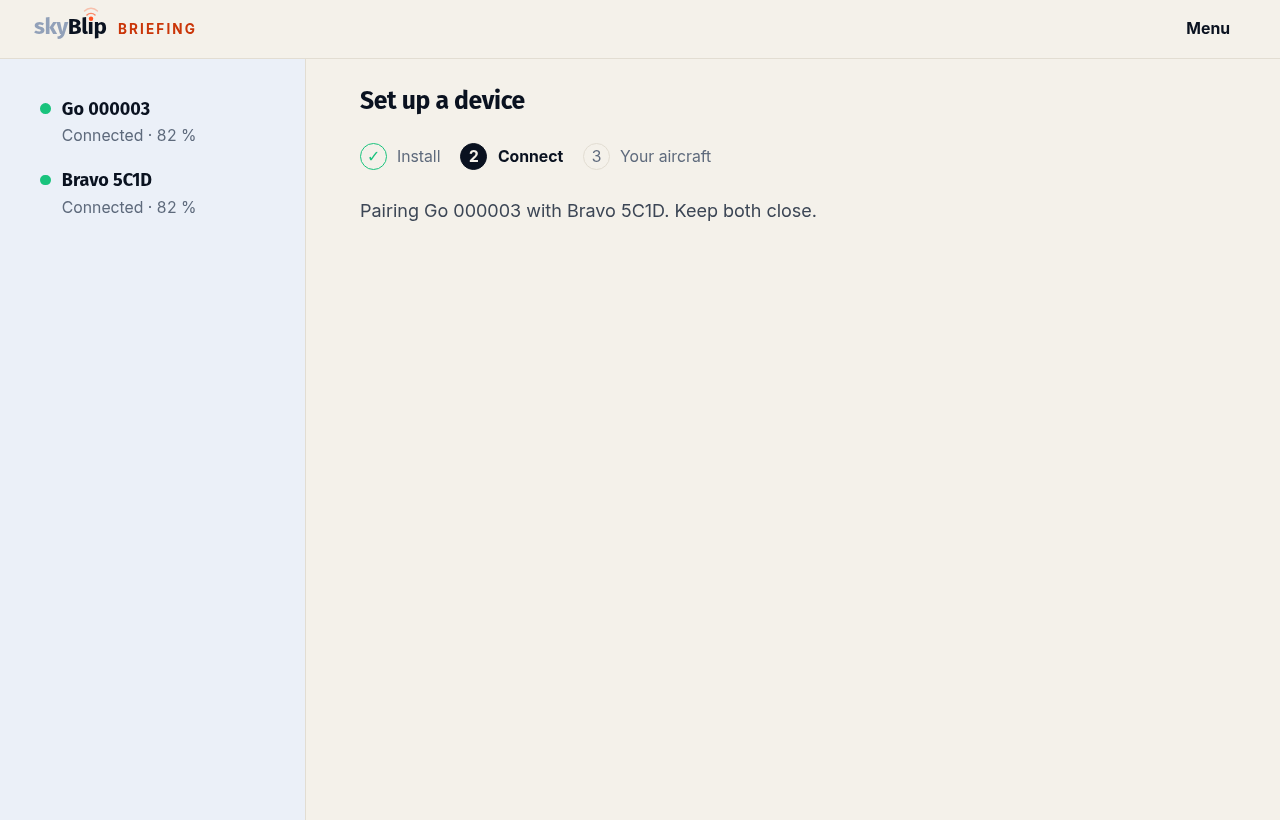 skyBlip BRIEFING
Menu
Go 000003
Connected · 82 %
Bravo 5C1D
Connected · 82 %
Set up a device
✓ Install 2 Connect 3 Your aircraft
Pairing Go 000003 with Bravo 5C1D. Keep both close.